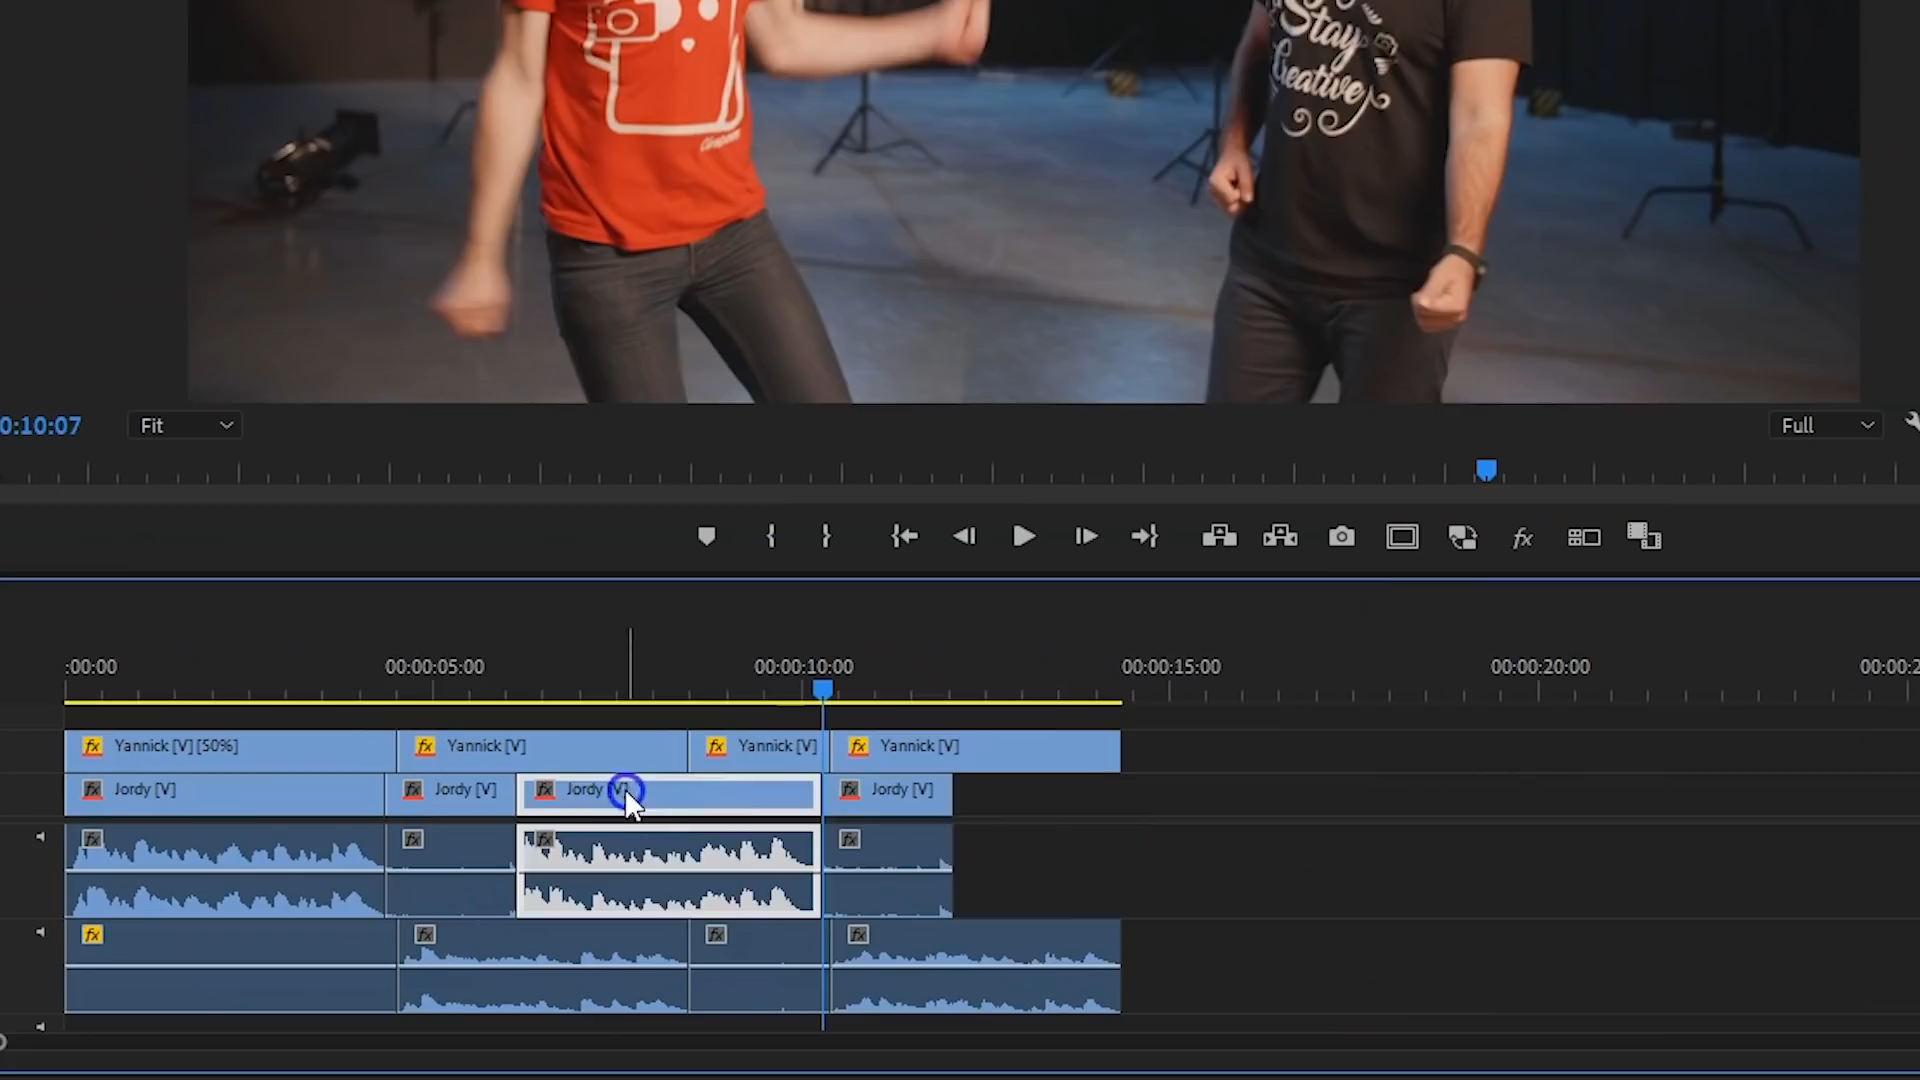 Stay
Creative
0:10:07
Fit
Full
:00:00
00:00:05:00
00:00:10:00
00:00:15:00
00:00:20:00
00:00:2
fx Yannick [V] [50%]
fx Yannick [V]
fx Yannick [V]
fx Yannick [V]
fx Jordy [V]
fx Jordy [V]
fx Jordy [V]
fx Jordy [V]
fx
fx
fx
fx
fx
fx
fx
fx